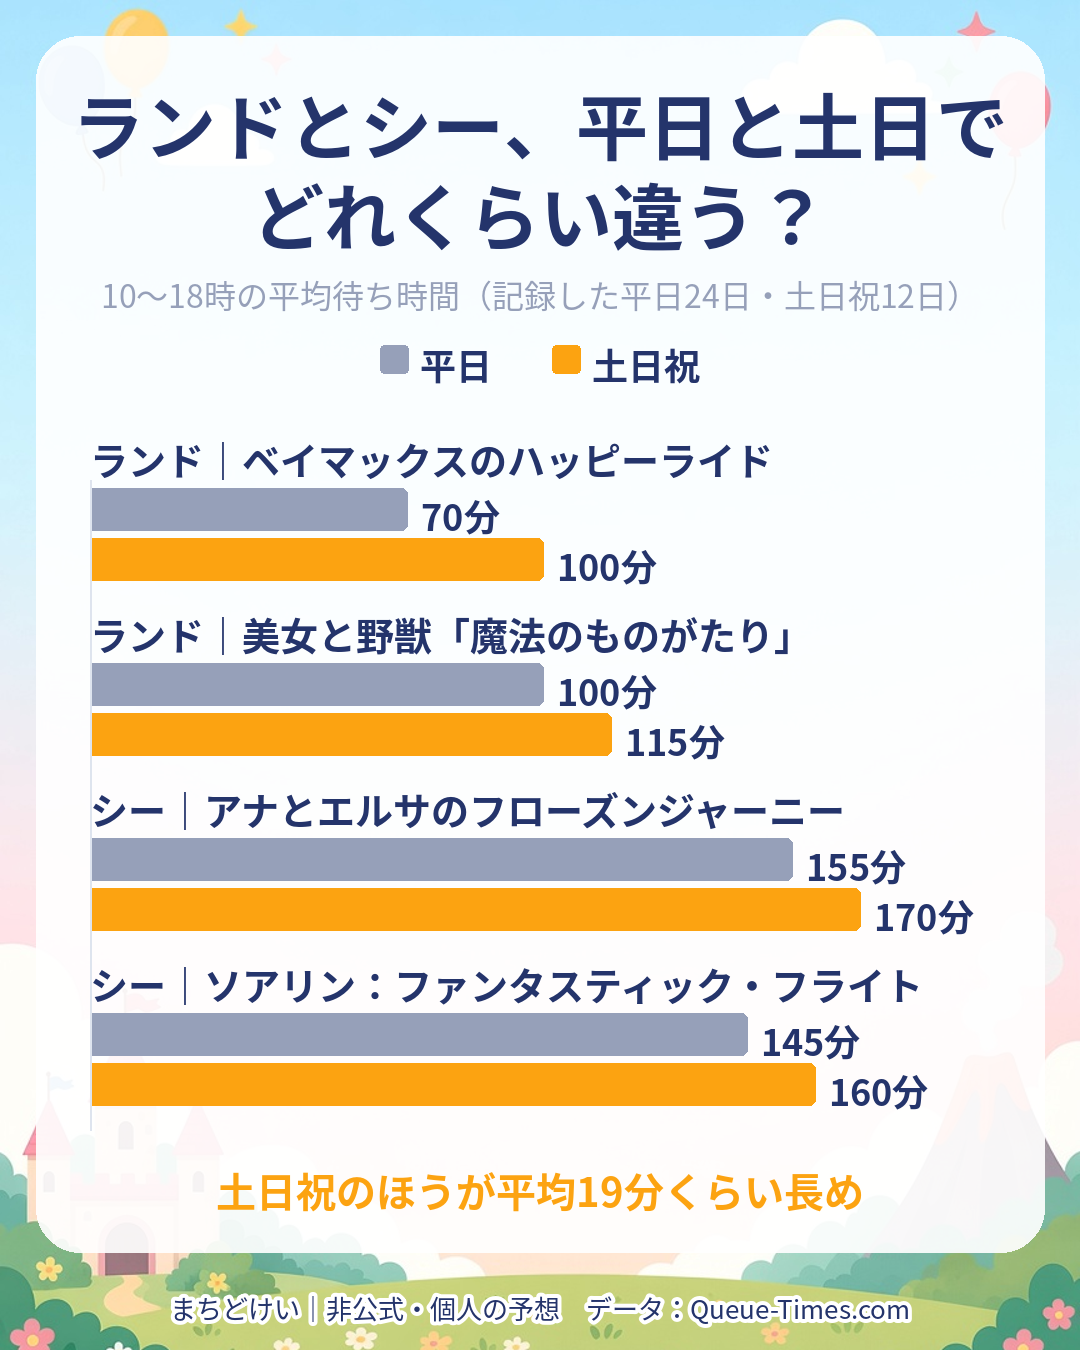 ランドとシー、平日と土日で
どれくらい違う？
10〜18時の平均待ち時間（記録した平日24日・土日祝12日）
平日 土日祝
ランド｜ベイマックスのハッピーライド
70分
100分
ランド｜美女と野獣「魔法のものがたり」
100分
115分
シー｜アナとエルサのフローズンジャーニー
155分
170分
シー｜ソアリン：ファンタスティック・フライト
145分
160分
土日祝のほうが平均19分くらい長め
まちどけい｜非公式・個人の予想　データ：Queue-Times.com